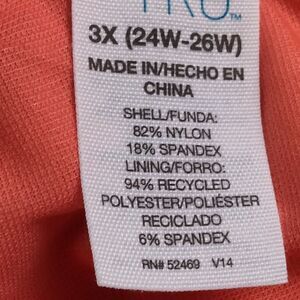 TRU™
3X (24W-26W)
MADE IN/HECHO EN
CHINA
SHELL/FUNDA:
82% NYLON
18% SPANDEX
LINING/FORRO:
94% RECYCLED
POLYESTER/POLIÉSTER
RECICLADO
6% SPANDEX
RN# 52469 V14